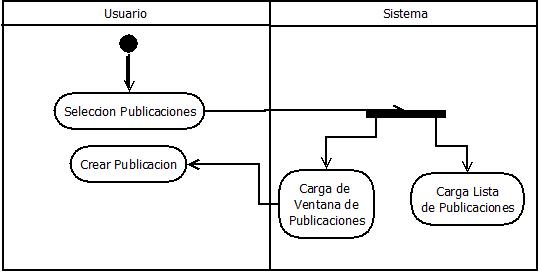 Usuario
Sistema
Seleccion Publicaciones
Crear Publicacion
Carga de
Ventana de
Publicaciones
Carga Lista
de Publicaciones